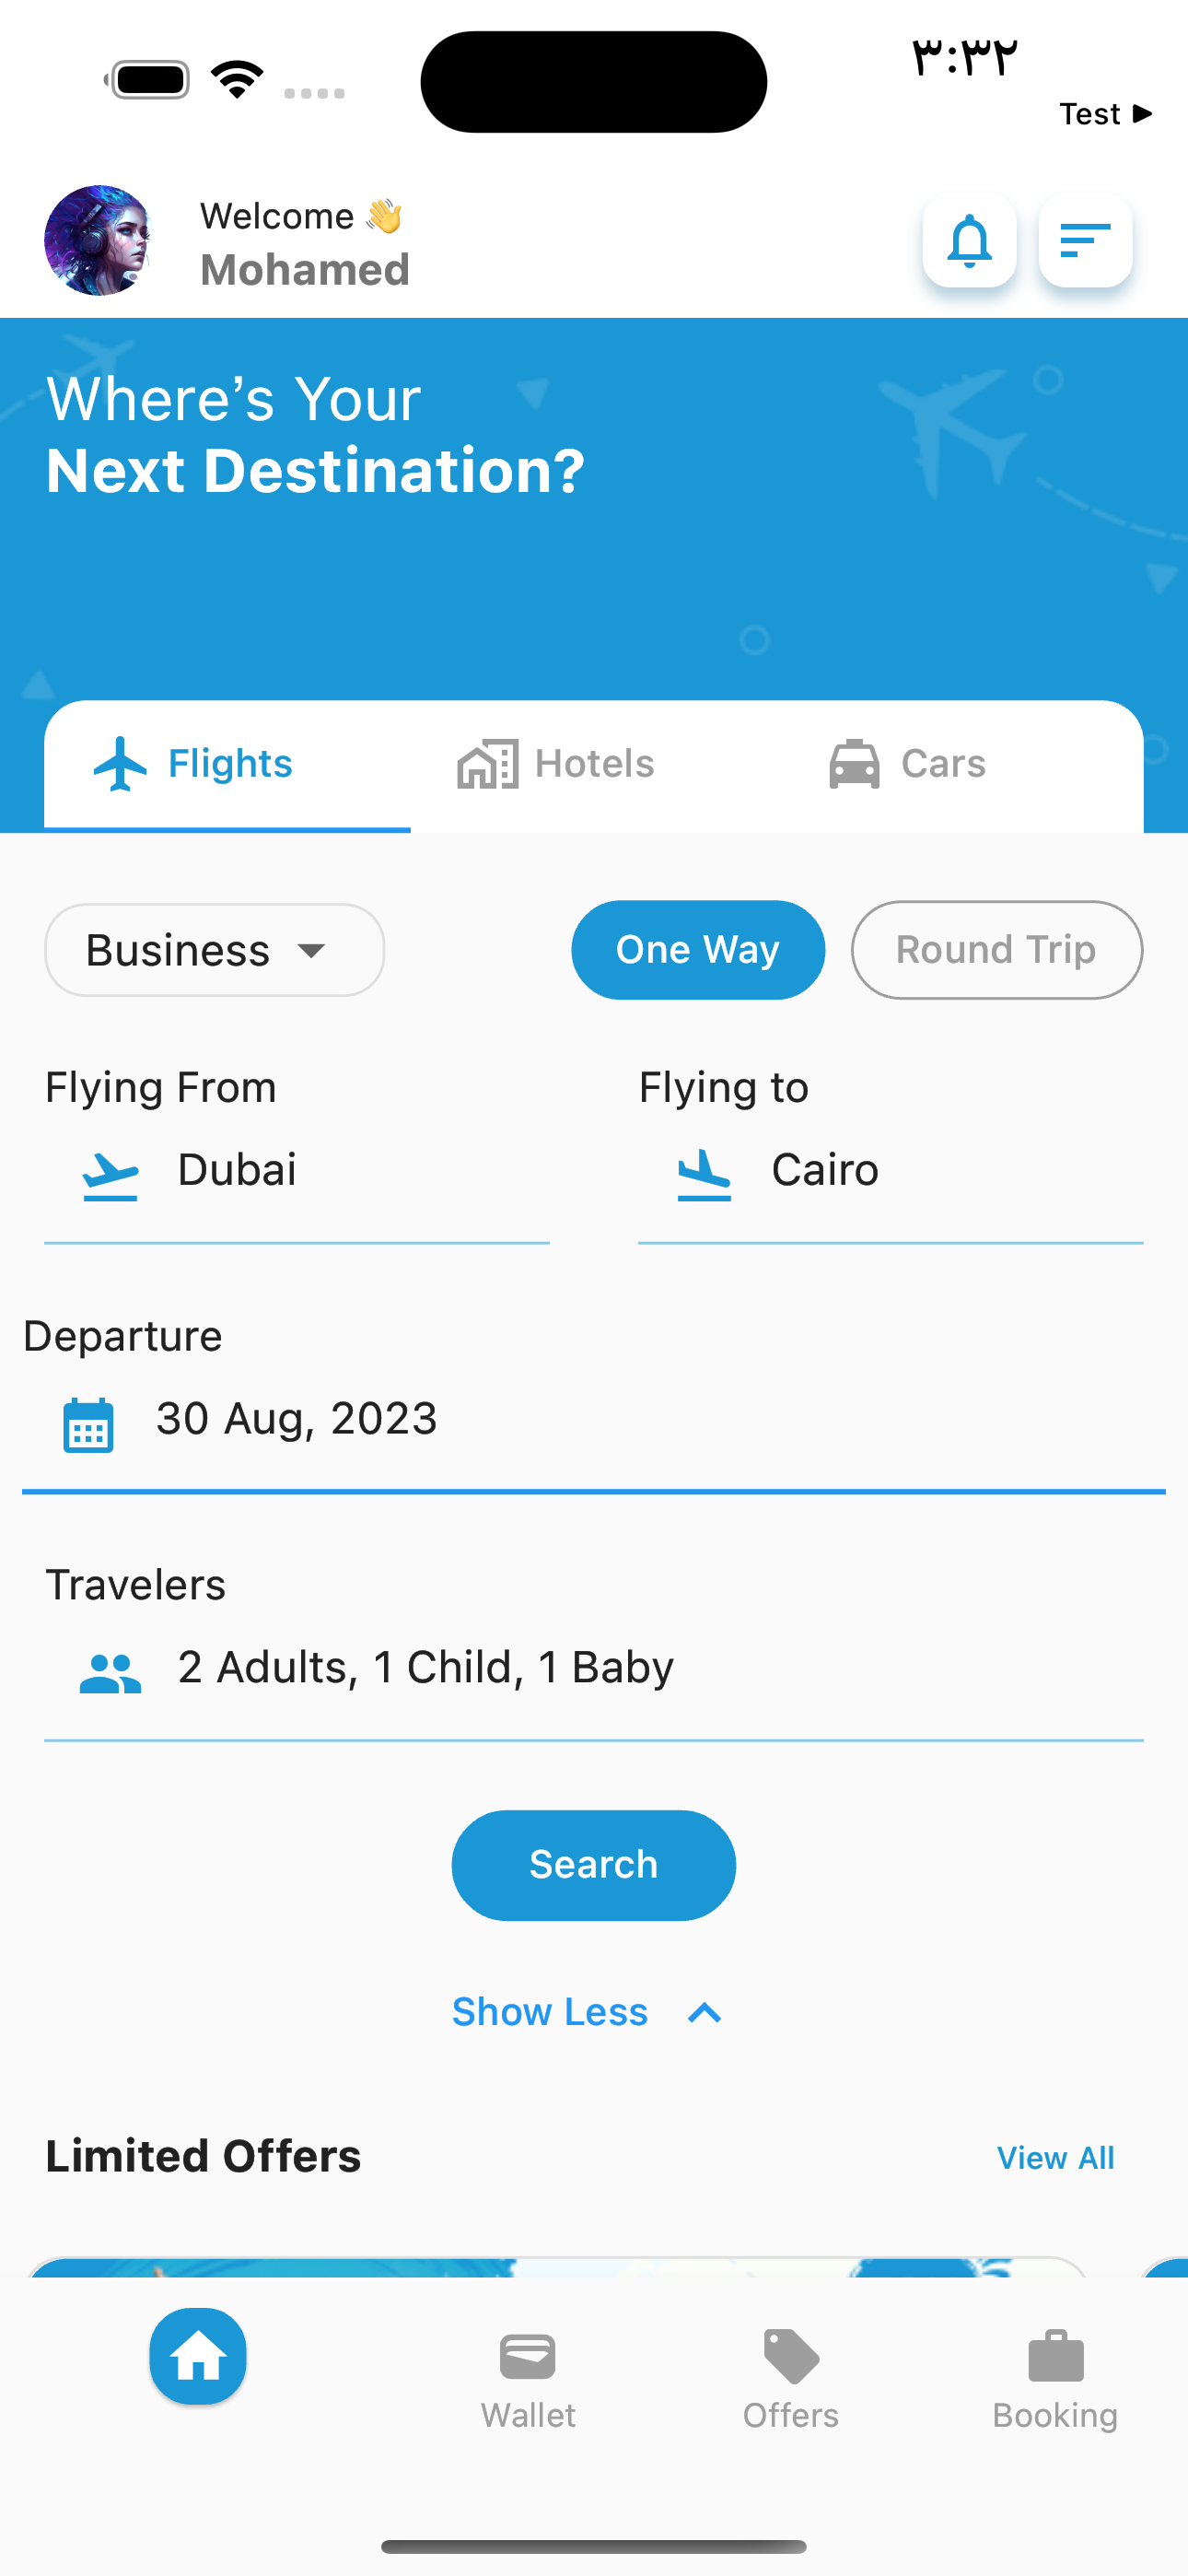 ٣:٣٢
Test ▶
Welcome 👋
Mohamed
Where’s Your
Next Destination?
Flights
Hotels
Cars
Business
One Way
Round Trip
Flying From
Flying to
Dubai
Cairo
Departure
30 Aug, 2023
Travelers
2 Adults, 1 Child, 1 Baby
Search
Show Less
Limited Offers
View All
Wallet
Offers
Booking